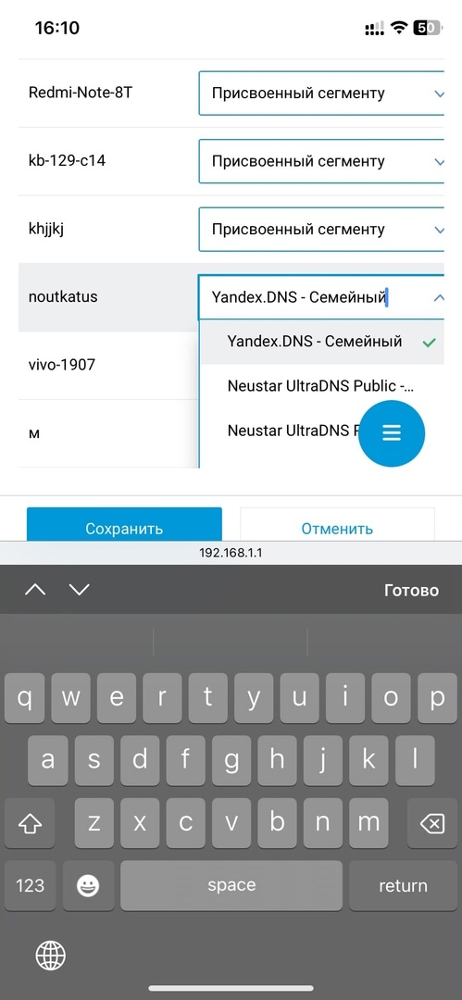 16:10
50
Redmi-Note-8T
Присвоенный сегменту
kb-129-c14
Присвоенный сегменту
khjjkj
Присвоенный сегменту
noutkatus
Yandex.DNS - Семейный
Yandex.DNS - Семейный
vivo-1907
Neustar UltraDNS Public -...
м
Neustar UltraDNS
Сохранить
Отменить
192.168.1.1
Готово
q w e r t y u i o p
a s d f g h j k l
z x c v b n m
123
space
return